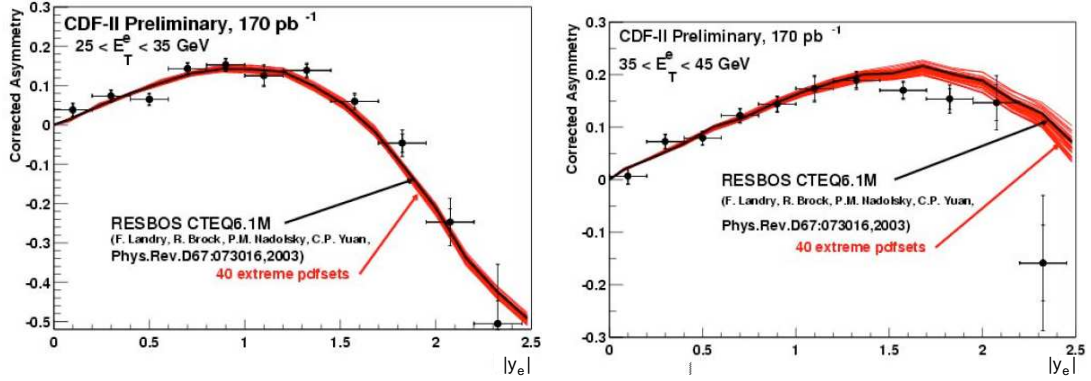 CDF-II Preliminary, 170 pb -1
25 < E e T < 35 GeV
Corrected Asymmetry
0.3
0.2
0.1
0
-0.1
-0.2
-0.3
-0.4
-0.5
RESBOS CTEQ6.1M
(F. Landry, R. Brock, P.M. Nadolsky, C.P. Yuan,
Phys.Rev.D67:073016,2003)
40 extreme pdfsets
0 0.5 1 1.5 2 2.5
|y e|
CDF-II Preliminary, 170 pb -1
35 < E e T < 45 GeV
Corrected Asymmetry
0.3
0.2
0.1
0
-0.1
-0.2
-0.3
RESBOS CTEQ6.1M
(F. Landry, R. Brock, P.M. Nadolsky, C.P. Yuan,
Phys.Rev.D67:073016,2003)
40 extreme pdfsets
0 0.5 1 1.5 2 2.5
|y e|